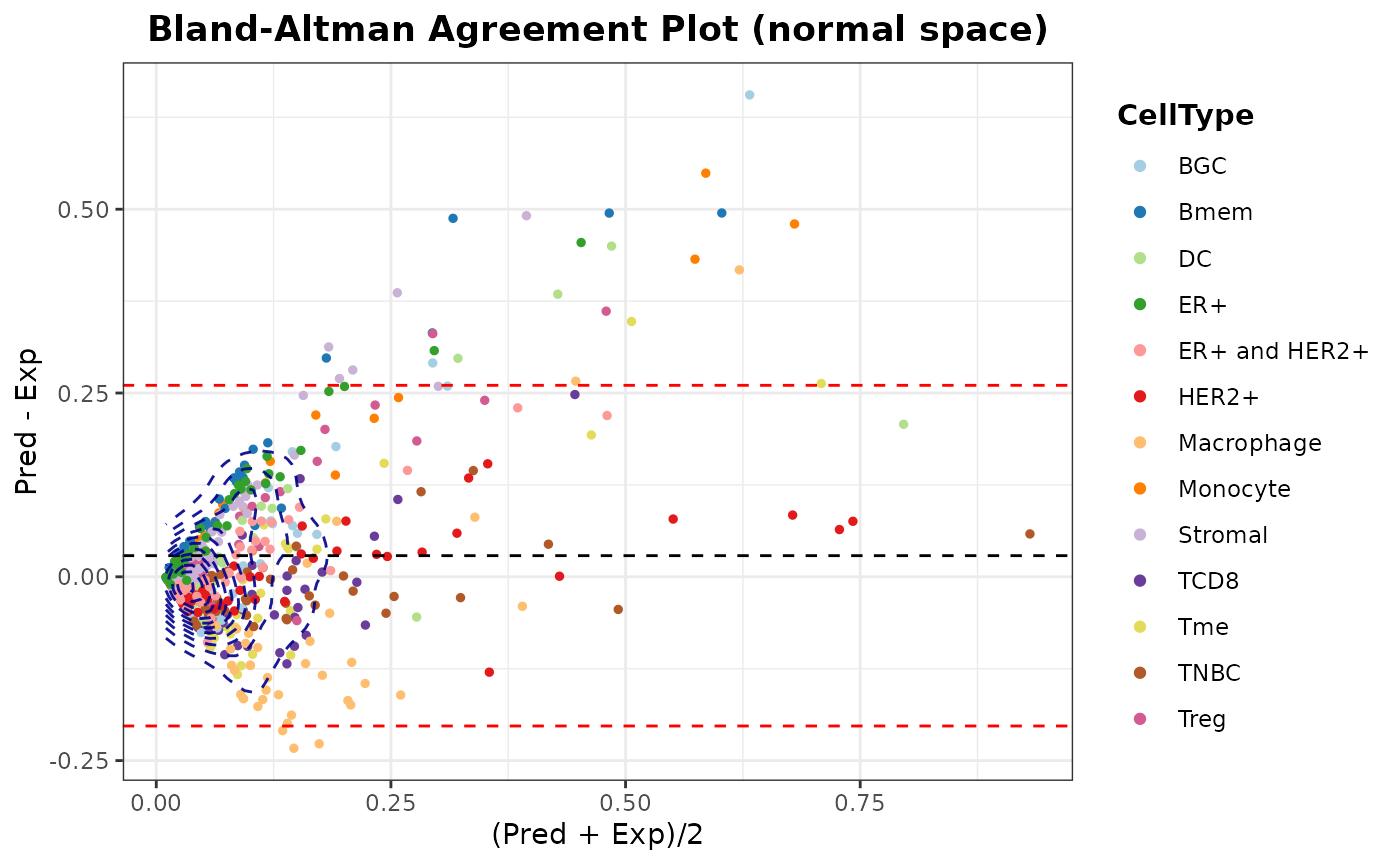 Bland-Altman Agreement Plot (normal space)
Pred - Exp
0.50
0.25
0.00
-0.25
0.00
0.25
0.50
0.75
(Pred + Exp)/2
CellType
BGC
Bmem
DC
ER+
ER+ and HER2+
HER2+
Macrophage
Monocyte
Stromal
TCD8
Tme
TNBC
Treg